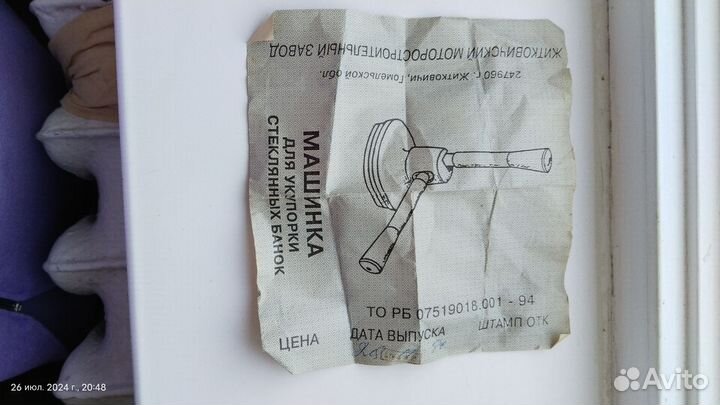 ЖИТКОВИЧСКИЙ МОТОРОСТРОИТЕЛЬНЫЙ ЗАВОД
247960 г. Житковичи, Гомельской обл.
МАШИНКА
ДЛЯ УКУПОРКИ
СТЕКЛЯННЫХ БАНОК
ТО РБ 07519018.001 - 94
ЦЕНА ДАТА ВЫПУСКА ШТАМП ОТК
26 июл. 2024 г., 20:48
Avito